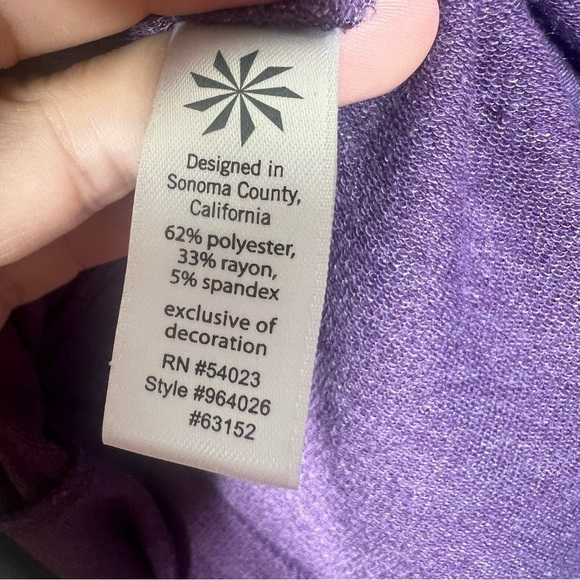 Designed in
Sonoma County,
California
62% polyester,
33% rayon,
5% spandex
exclusive of
decoration
RN #54023
Style #964026
#63152